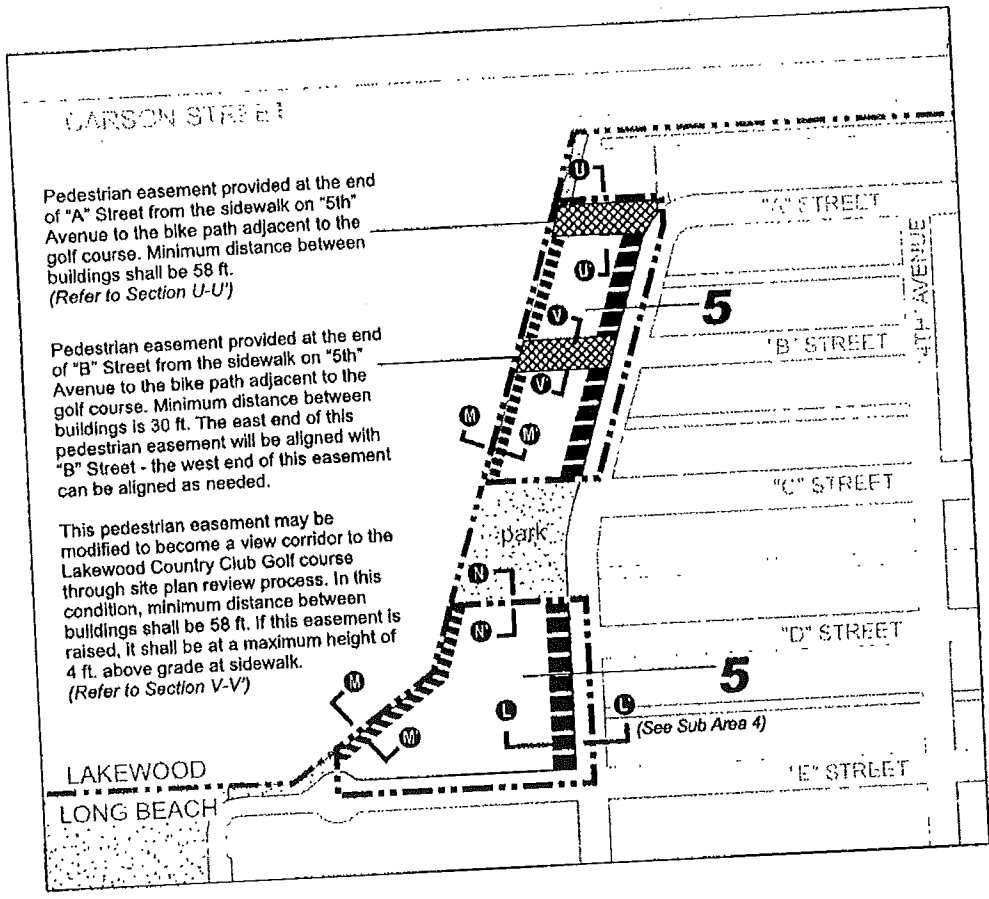 CARSON STREET
Pedestrian easement provided at the end
of "A" Street from the sidewalk on "5th"
Avenue to the bike path adjacent to the
golf course. Minimum distance between
buildings shall be 58 ft.
(Refer to Section U-U')
Pedestrian easement provided at the end
of "B" Street from the sidewalk on "5th"
Avenue to the bike path adjacent to the
golf course. Minimum distance between
buildings is 30 ft. The east end of this
pedestrian easement will be aligned with
"B" Street - the west end of this easement
can be aligned as needed.
This pedestrian easement may be
modified to become a view corridor to the
Lakewood Country Club Golf course
through site plan review process. In this
condition, minimum distance between
buildings shall be 58 ft. If this easement is
raised, it shall be at a maximum height of
4 ft. above grade at sidewalk.
(Refer to Section V-V')
U
U'
V
V'
M
M'
5
"A" STREET
4TH AVENUE
'B' STREET
"C" STREET
park
N
N'
"D" STREET
5
M
M'
L
L'
(See Sub Area 4)
'E' STREET
LAKEWOOD
LONG BEACH